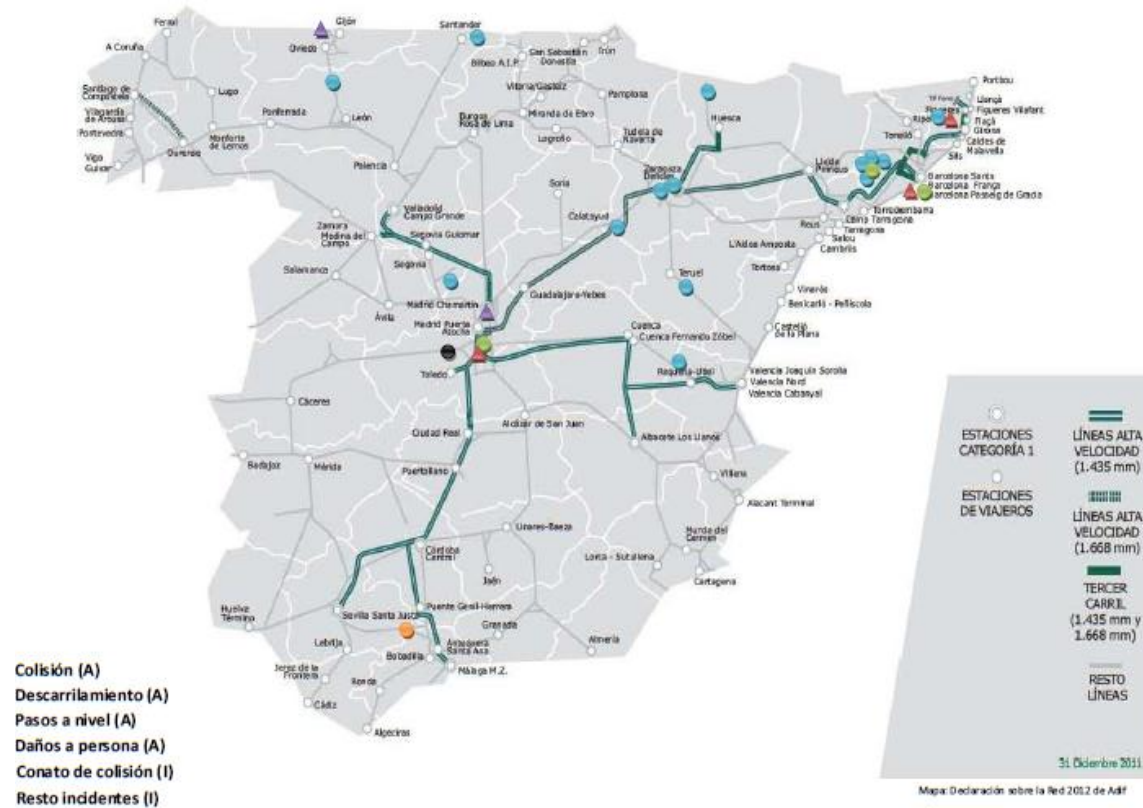 Ferrol
Gijón
Santander
A Coruña
Oviedo
San Sebastián
Donostia
Irún
Bilbao A.I.P.
Portbou
Santiago de
Compostela
Lugo
Vitoria/Gasteiz
Pamplona
Llançà
Figueres Vilafant
Vilagarcía
de Arousa
Ponferrada
León
Burgos
Rosa de Lima
Miranda de Ebro
Huesca
Flaçà
Girona
Pontevedra
Monforte
de Lemos
Logroño
Tudela de
Navarra
Torelló
Caldes de
Malavella
Sils
Vigo
Guixar
Ourense
Palencia
Zaragoza
Delicias
Lleida
Pirineus
Barcelona Sants
Barcelona França
Barcelona Passeig de Gracia
Soria
Valladolid
Campo Grande
Calatayud
Torredembarra
Zamora
Medina del
Campo
Segovia Guiomar
Reus
Camp Tarragona
Tarragona
Salou
Cambrils
Segovia
L'Aldea Amposta
Salamanca
Tortosa
Teruel
Vinaròs
Guadalajara-Yebes
Madrid Chamartín
Benicarló - Peñíscola
Ávila
Madrid Puerta
Atocha
Castelló
de la Plana
Cuenca
Cuenca Fernando Zóbel
Toledo
Requena-Utiel
Valencia Joaquín Sorolla
Valencia Nord
Valencia Cabanyal
Cáceres
Ciudad Real
Alcázar de San Juan
Albacete Los Llanos
Badajoz
Mérida
Puertollano
Villena
Alacant Terminal
Linares-Baeza
Murcia del
Carmen
Córdoba
Central
Lorca - Sutullena
Jaén
Cartagena
Huelva
Término
Sevilla Santa Justa
Puente Genil-Herrera
Granada
Lebrija
Antequera
Santa Ana
Almería
Bobadilla
Jerez de la
Frontera
Ronda
Málaga M.Z.
Cádiz
Algeciras
ESTACIONES
CATEGORÍA 1
ESTACIONES
DE VIAJEROS
LÍNEAS ALTA
VELOCIDAD
(1.435 mm)
LÍNEAS ALTA
VELOCIDAD
(1.668 mm)
TERCER
CARRIL
(1.435 mm y
1.668 mm)
RESTO
LÍNEAS
31 Diciembre 2011
Mapa: Declaración sobre la Red 2012 de Adif
Colisión (A)
Descarrilamiento (A)
Pasos a nivel (A)
Daños a persona (A)
Conato de colisión (I)
Resto incidentes (I)